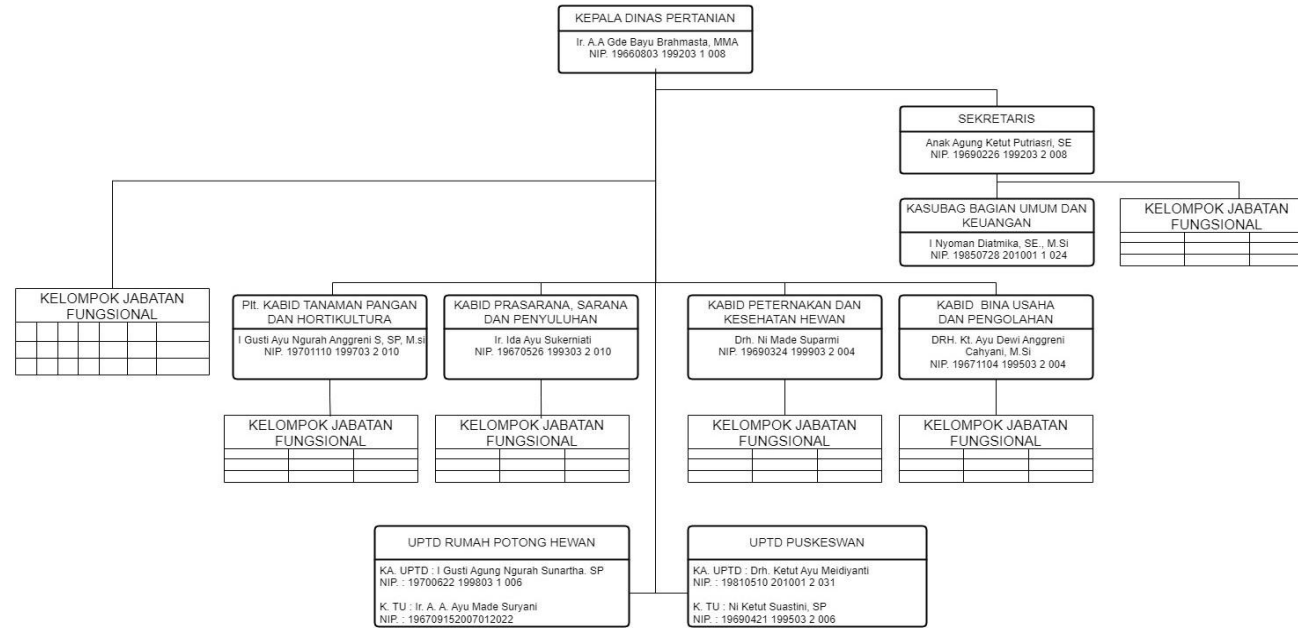 KEPALA DINAS PERTANIAN
Ir. A.A Gde Bayu Brahmasta, MMA
NIP. 19660803 199203 1 008
SEKRETARIS
Anak Agung Ketut Putriasri, SE
NIP. 19690226 199203 2 008
KASUBAG BAGIAN UMUM DAN
KEUANGAN
I Nyoman Diatmika, SE., M.Si
NIP. 19850728 201001 1 024
KELOMPOK JABATAN
FUNGSIONAL
KELOMPOK JABATAN
FUNGSIONAL
Plt. KABID TANAMAN PANGAN
DAN HORTIKULTURA
I Gusti Ayu Ngurah Anggreni S, SP, M.si
NIP. 19701110 199703 2 010
KABID PRASARANA, SARANA
DAN PENYULUHAN
Ir. Ida Ayu Sukerniati
NIP. 19670526 199303 2 010
KABID PETERNAKAN DAN
KESEHATAN HEWAN
Drh. Ni Made Suparmi
NIP. 19690324 199903 2 004
KABID BINA USAHA
DAN PENGOLAHAN
DRH. Kt. Ayu Dewi Anggreni
Cahyani, M.Si
NIP. 19671104 199503 2 004
KELOMPOK JABATAN
FUNGSIONAL
KELOMPOK JABATAN
FUNGSIONAL
KELOMPOK JABATAN
FUNGSIONAL
KELOMPOK JABATAN
FUNGSIONAL
UPTD RUMAH POTONG HEWAN
KA. UPTD : I Gusti Agung Ngurah Sunartha. SP
NIP. : 19700622 199803 1 006
K. TU : Ir. A. A. Ayu Made Suryani
NIP. : 196709152007012022
UPTD PUSKESWAN
KA. UPTD : Drh. Ketut Ayu Meidiyanti
NIP. : 19810510 201001 2 031
K. TU : Ni Ketut Suastini, SP
NIP. : 19690421 199503 2 006